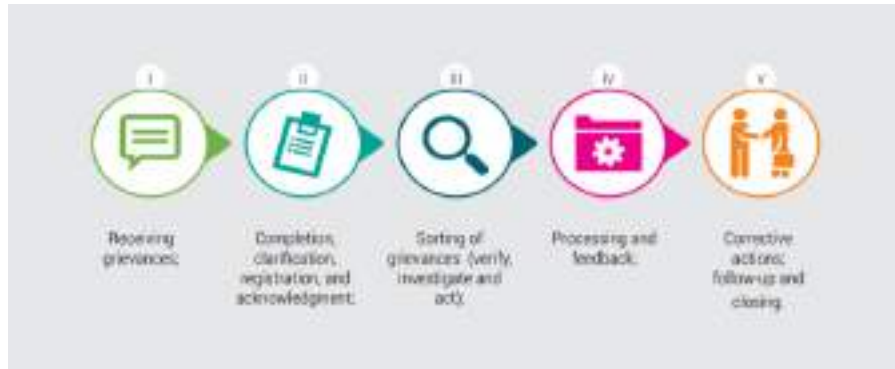 I
II
III
IV
V
Receiving
grievances;
Completion,
clarification,
registration, and
acknowledgment;
Sorting of
grievances (verify,
investigate and
act);
Processing and
feedback;
Corrective
actions;
follow-up and
closing